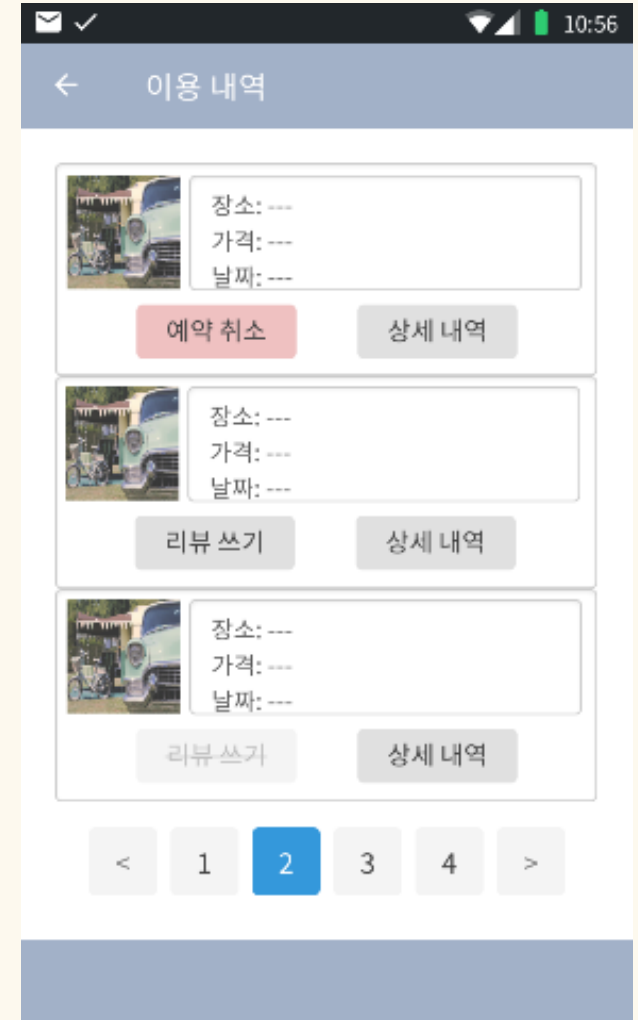 10:56
이용 내역
장소: ---
가격: ---
날짜: ---
예약 취소 상세 내역
장소: ---
가격: ---
날짜: ---
리뷰 쓰기 상세 내역
장소: ---
가격: ---
날짜: ---
리뷰 쓰기 상세 내역
< 1 2 3 4 >